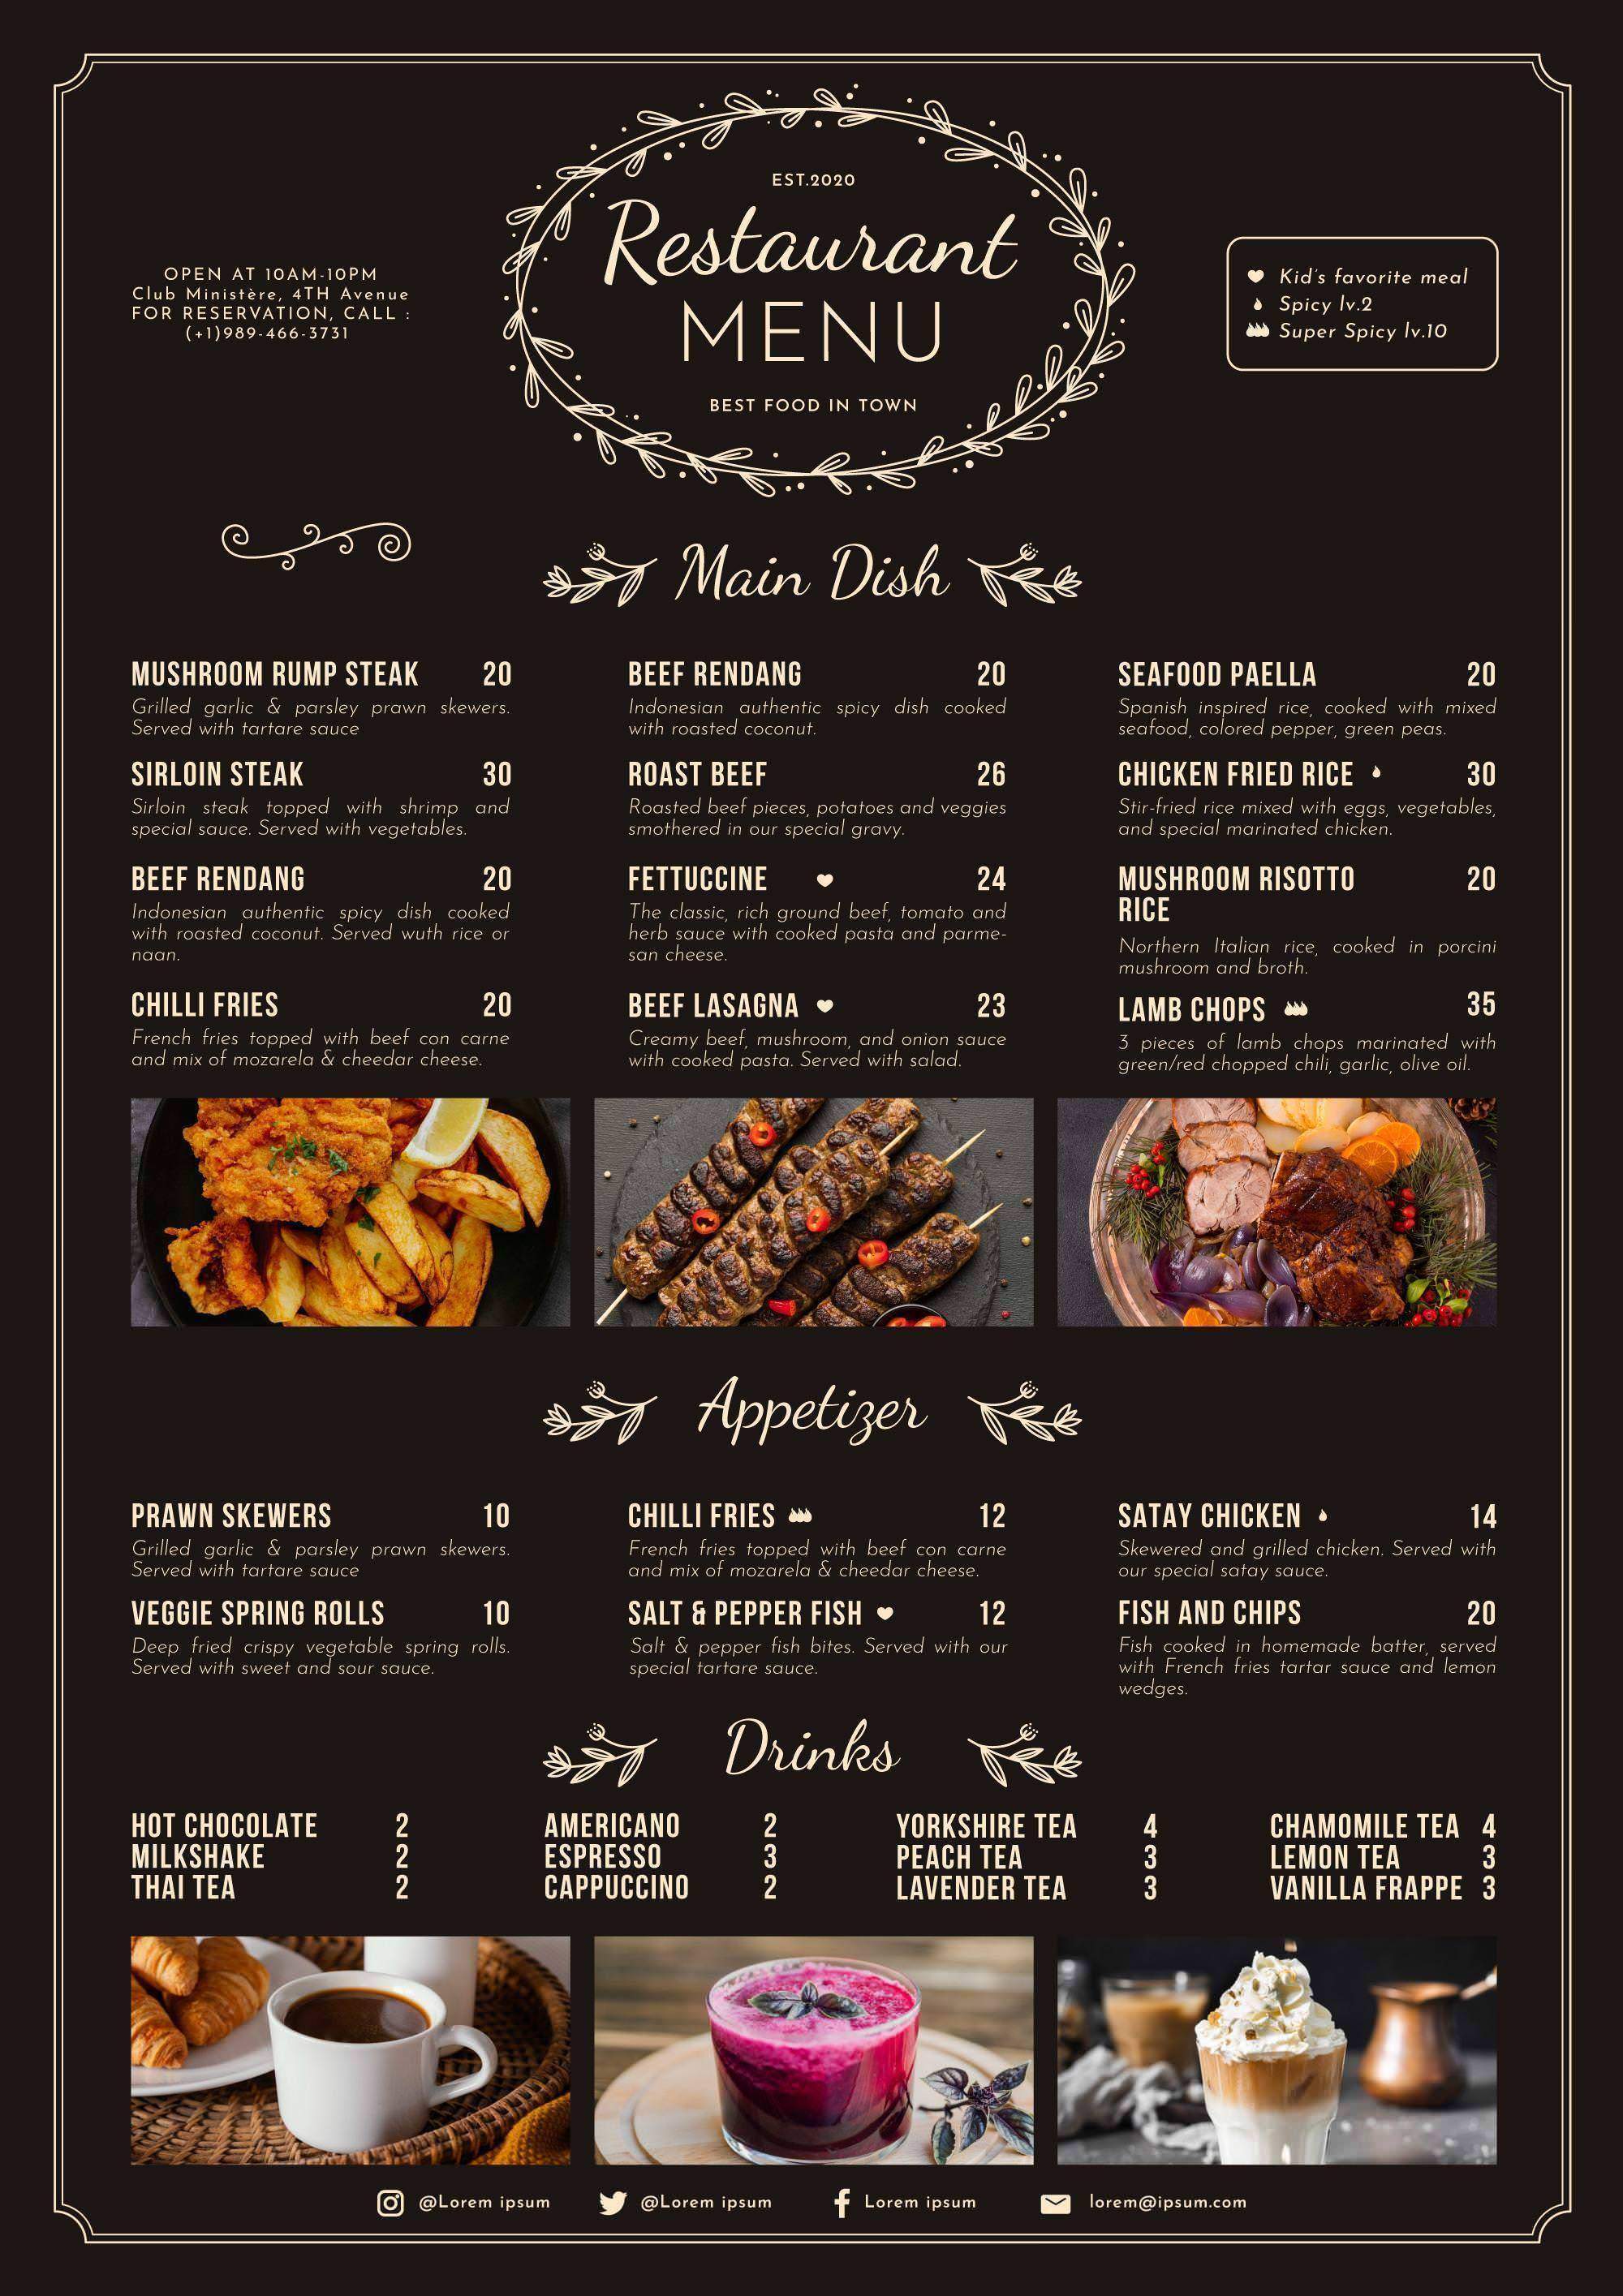 EST.2020
Restaurant
MENU
BEST FOOD IN TOWN
OPEN AT 10AM-10PM
Club Ministère, 4TH Avenue
FOR RESERVATION, CALL :
(+1)989-466-3731
Kid's favorite meal
Spicy lv.2
Super Spicy lv.10
Main Dish
MUSHROOM RUMP STEAK 20
Grilled garlic & parsley prawn skewers.
Served with tartare sauce
SIRLOIN STEAK 30
Sirloin steak topped with shrimp and
special sauce. Served with vegetables.
BEEF RENDANG 20
Indonesian authentic spicy dish cooked
with roasted coconut. Served wuth rice or
naan.
CHILLI FRIES 20
French fries topped with beef con carne
and mix of mozarela & cheedar cheese.
BEEF RENDANG 20
Indonesian authentic spicy dish cooked
with roasted coconut.
ROAST BEEF 26
Roasted beef pieces, potatoes and veggies
smothered in our special gravy.
FETTUCCINE 24
The classic, rich ground beef, tomato and
herb sauce with cooked pasta and parme-
san cheese.
BEEF LASAGNA 23
Creamy beef, mushroom, and onion sauce
with cooked pasta. Served with salad.
SEAFOOD PAELLA 20
Spanish inspired rice, cooked with mixed
seafood, colored pepper, green peas.
CHICKEN FRIED RICE 30
Stir-fried rice mixed with eggs, vegetables,
and special marinated chicken.
MUSHROOM RISOTTO 20
RICE
Northern Italian rice, cooked in porcini
mushroom and broth.
LAMB CHOPS 35
3 pieces of lamb chops marinated with
green/red chopped chili, garlic, olive oil.
Appetizer
PRAWN SKEWERS 10
Grilled garlic & parsley prawn skewers.
Served with tartare sauce
VEGGIE SPRING ROLLS 10
Deep fried crispy vegetable spring rolls.
Served with sweet and sour sauce.
CHILLI FRIES 12
French fries topped with beef con carne
and mix of mozarela & cheedar cheese.
SALT & PEPPER FISH 12
Salt & pepper fish bites. Served with our
special tartare sauce.
SATAY CHICKEN 14
Skewered and grilled chicken. Served with
our special satay sauce.
FISH AND CHIPS 20
Fish cooked in homemade batter, served
with French fries tartar sauce and lemon
wedges.
Drinks
HOT CHOCOLATE 2
MILKSHAKE 2
THAI TEA 2
AMERICANO 2
ESPRESSO 3
CAPPUCCINO 2
YORKSHIRE TEA 4
PEACH TEA 3
LAVENDER TEA 3
CHAMOMILE TEA 4
LEMON TEA 3
VANILLA FRAPPE 3
@Lorem ipsum
@Lorem ipsum
Lorem ipsum
lorem@ipsum.com